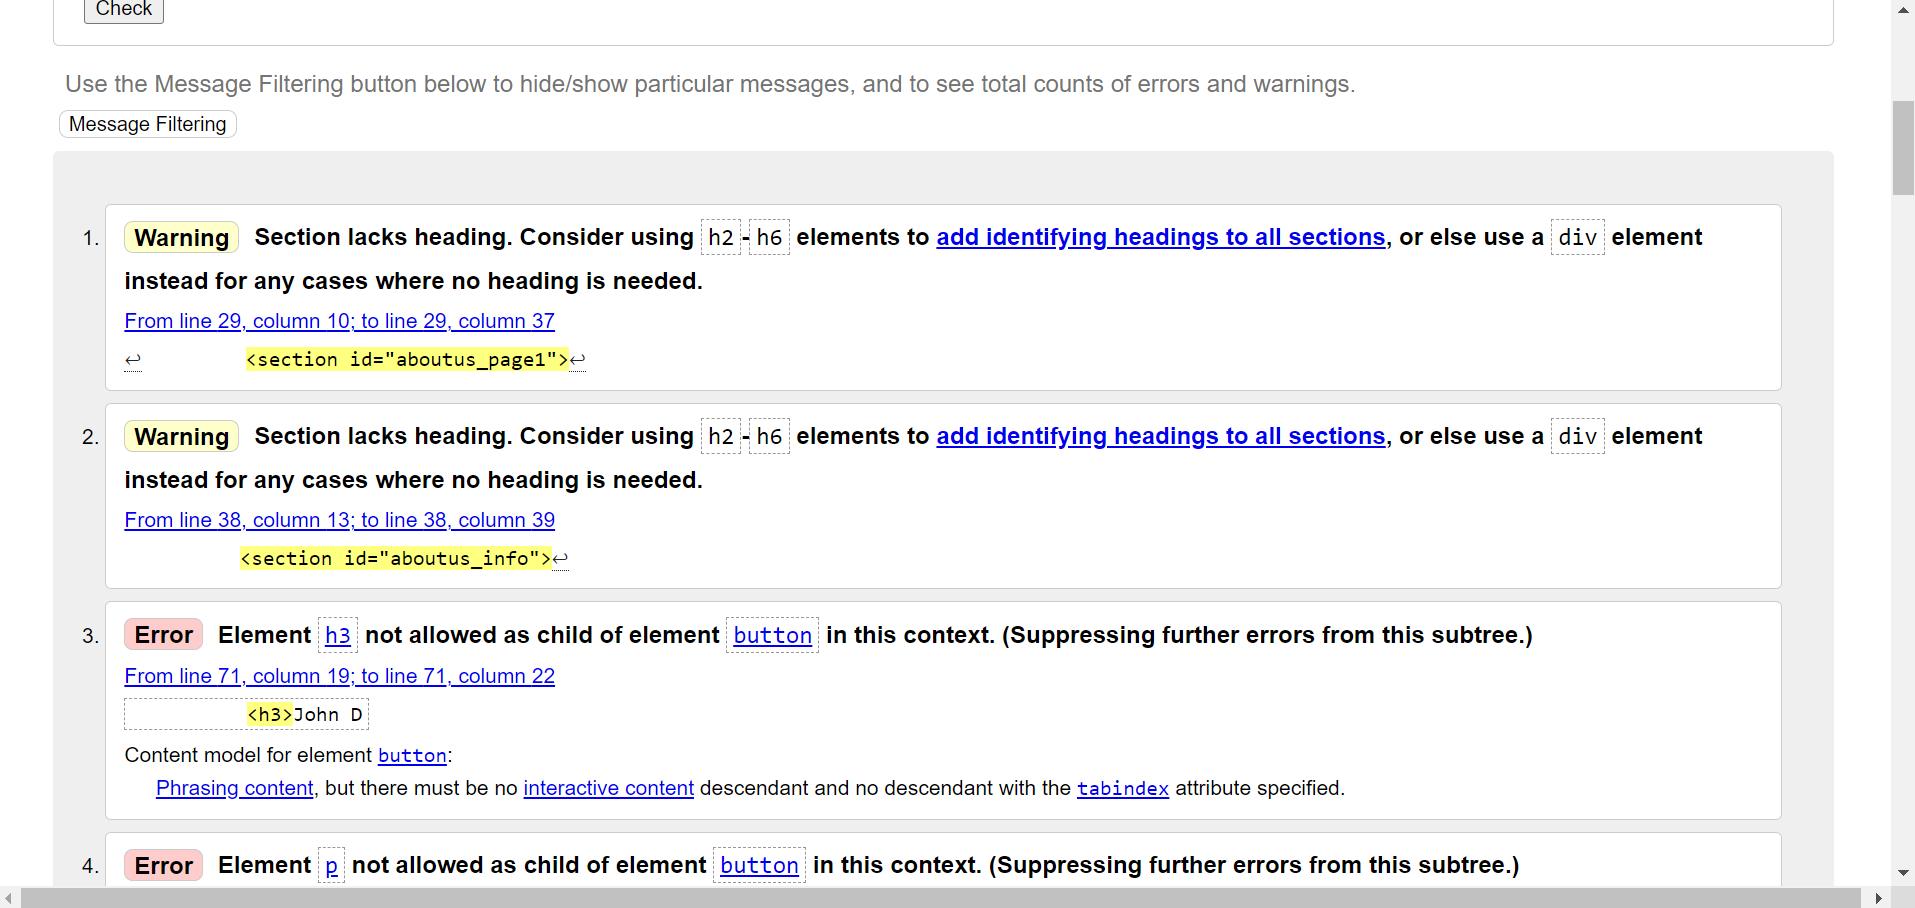 Check
Use the Message Filtering button below to hide/show particular messages, and to see total counts of errors and warnings.
Message Filtering
1. Warning Section lacks heading. Consider using h2-h6 elements to add identifying headings to all sections, or else use a div element
instead for any cases where no heading is needed.
From line 29, column 10; to line 29, column 37
↩ <section id="aboutus_page1">↩
2. Warning Section lacks heading. Consider using h2-h6 elements to add identifying headings to all sections, or else use a div element
instead for any cases where no heading is needed.
From line 38, column 13; to line 38, column 39
<section id="aboutus_info">↩
3. Error Element h3 not allowed as child of element button in this context. (Suppressing further errors from this subtree.)
From line 71, column 19; to line 71, column 22
<h3>John D
Content model for element button:
Phrasing content, but there must be no interactive content descendant and no descendant with the tabindex attribute specified.
4. Error Element p not allowed as child of element button in this context. (Suppressing further errors from this subtree.)